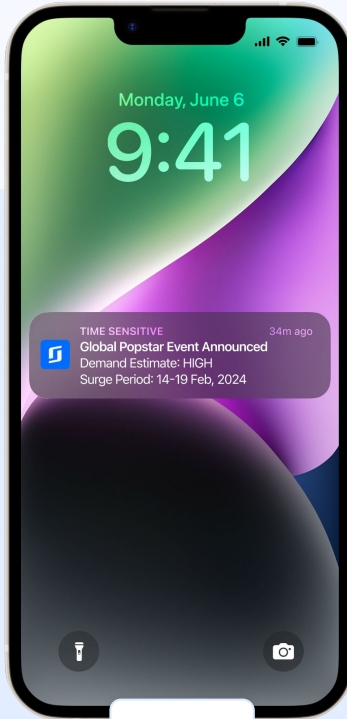 Monday, June 6
9:41
TIME SENSITIVE 34m ago
Global Popstar Event Announced
Demand Estimate: HIGH
Surge Period: 14-19 Feb, 2024